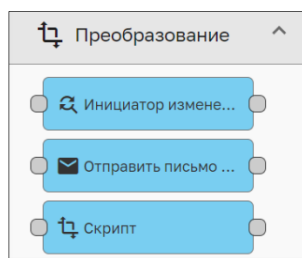 Преобразование
Инициатор измене...
Отправить письмо ...
Скрипт